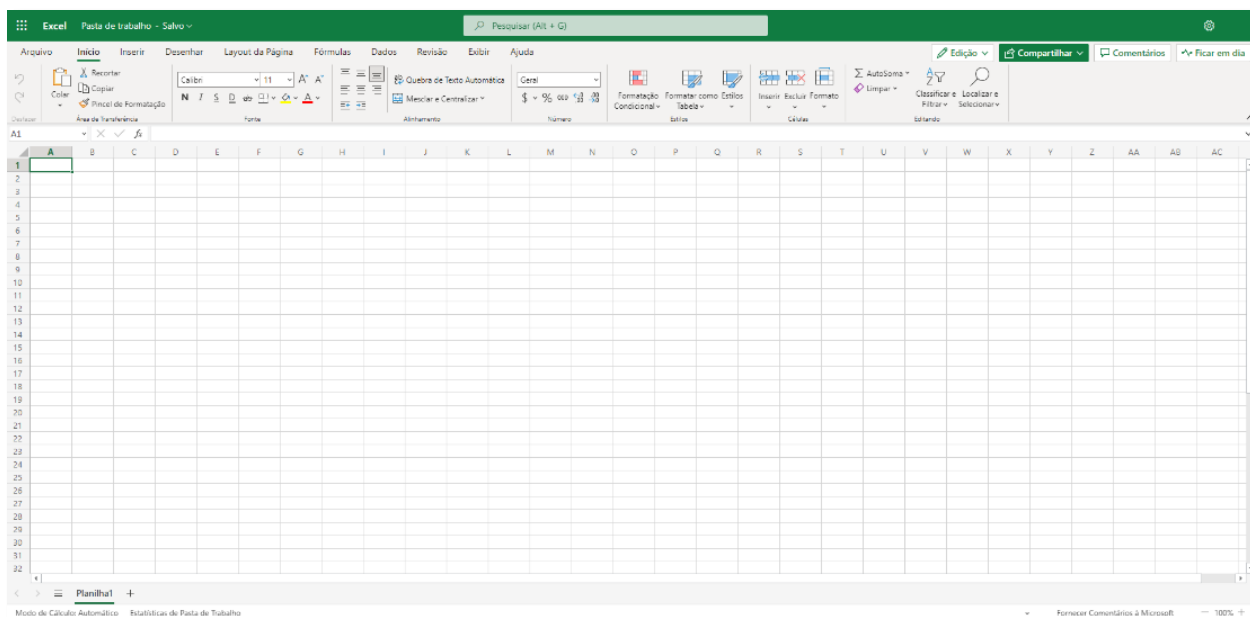 Excel Pasta de trabalho - Salvo Pesquisar (Alt + G)
Arquivo Início Inserir Desenhar Layout da Página Fórmulas Dados Revisão Exibir Ajuda Edição Compartilhar Comentários Ficar em dia
Colar
Recortar
Copiar
Pincel de Formatação
Calibri 11
N I S D ab A
Quebra de Texto Automática
Mesclar e Centralizar
Geral
$ % 000
Formatação Condicional
Formatar como Tabela
Estilos
Inserir Excluir Formato
AutoSoma
Limpar
Classificar e Filtrar
Localizar e Selecionar
Desfazer Área de Transferência Fonte Alinhamento Número Estilos Células Editando
A1 fx
A B C D E F G H I J K L M N O P Q R S T U V W X Y Z AA AB AC
1
2
3
4
5
6
7
8
9
10
11
12
13
14
15
16
17
18
19
20
21
22
23
24
25
26
27
28
29
30
31
32
Planilha1 +
Modo de Cálculo: Automático Estatísticas de Pasta de Trabalho Fornecer Comentários à Microsoft 100%